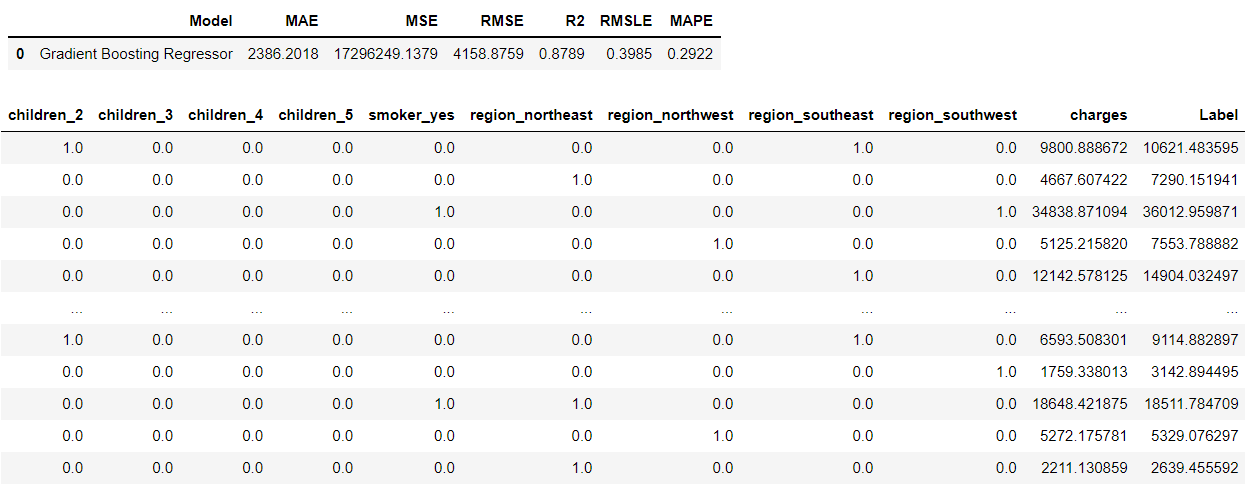 Model MAE MSE RMSE R2 RMSLE MAPE
0 Gradient Boosting Regressor 2386.2018 17296249.1379 4158.8759 0.8789 0.3985 0.2922
children_2 children_3 children_4 children_5 smoker_yes region_northeast region_northwest region_southeast region_southwest charges Label
1.0 0.0 0.0 0.0 0.0 0.0 0.0 1.0 0.0 9800.888672 10621.483595
0.0 0.0 0.0 0.0 0.0 1.0 0.0 0.0 0.0 4667.607422 7290.151941
0.0 0.0 0.0 0.0 1.0 0.0 0.0 0.0 1.0 34838.871094 36012.959871
0.0 0.0 0.0 0.0 0.0 0.0 1.0 0.0 0.0 5125.215820 7553.788882
0.0 0.0 0.0 0.0 0.0 0.0 0.0 1.0 0.0 12142.578125 14904.032497
... ... ... ... ... ... ... ... ... ... ...
1.0 0.0 0.0 0.0 0.0 0.0 0.0 1.0 0.0 6593.508301 9114.882897
0.0 0.0 0.0 0.0 0.0 0.0 0.0 0.0 1.0 1759.338013 3142.894495
0.0 0.0 0.0 0.0 1.0 1.0 0.0 0.0 0.0 18648.421875 18511.784709
0.0 0.0 0.0 0.0 0.0 0.0 1.0 0.0 0.0 5272.175781 5329.076297
0.0 0.0 0.0 0.0 0.0 1.0 0.0 0.0 0.0 2211.130859 2639.455592